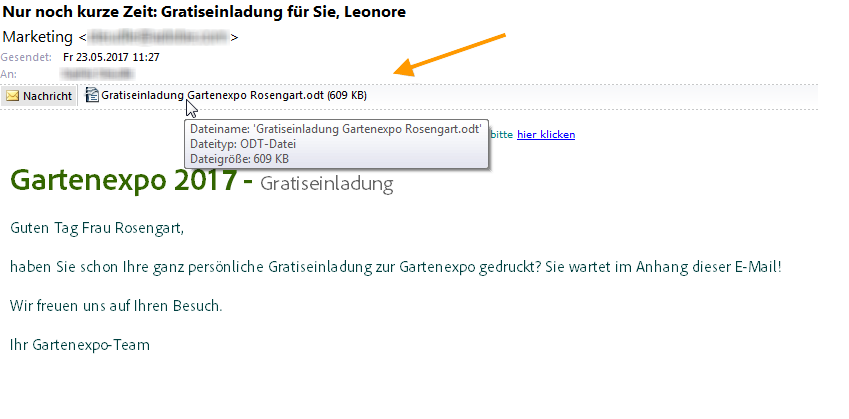 Nur noch kurze Zeit: Gratiseinladung für Sie, Leonore
Marketing < >
Gesendet: Fr 23.05.2017 11:27
An:
Nachricht Gratiseinladung Gartenexpo Rosengart.odt (609 KB)
Dateiname: 'Gratiseinladung Gartenexpo Rosengart.odt'
Dateityp: ODT-Datei
Dateigröße: 609 KB
bitte hier klicken
Gartenexpo 2017 - Gratiseinladung
Guten Tag Frau Rosengart,
haben Sie schon Ihre ganz persönliche Gratiseinladung zur Gartenexpo gedruckt? Sie wartet im Anhang dieser E-Mail!
Wir freuen uns auf Ihren Besuch.
Ihr Gartenexpo-Team